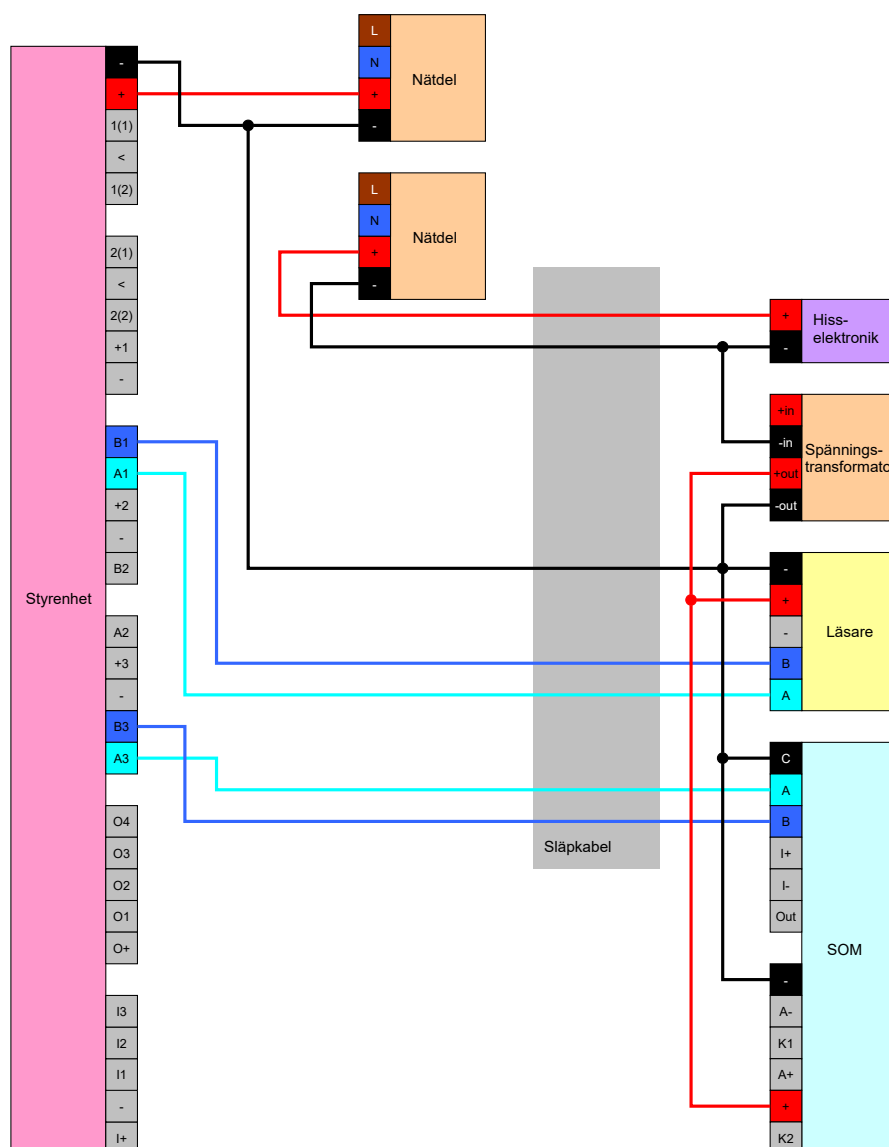 L
N
+
-
Nätdel
L
N
+
-
Nätdel
Styrenhet
-
+
1(1)
<
1(2)
2(1)
<
2(2)
+1
-
B1
A1
+2
-
B2
A2
+3
-
B3
A3
O4
O3
O2
O1
O+
I3
I2
I1
-
I+
Släpkabel
+
-
Hiss-
elektronik
+in
-in
+out
-out
Spännings-
transformato
-
+
-
B
A
Läsare
C
A
B
I+
I-
Out
-
A-
K1
A+
+
K2
SOM